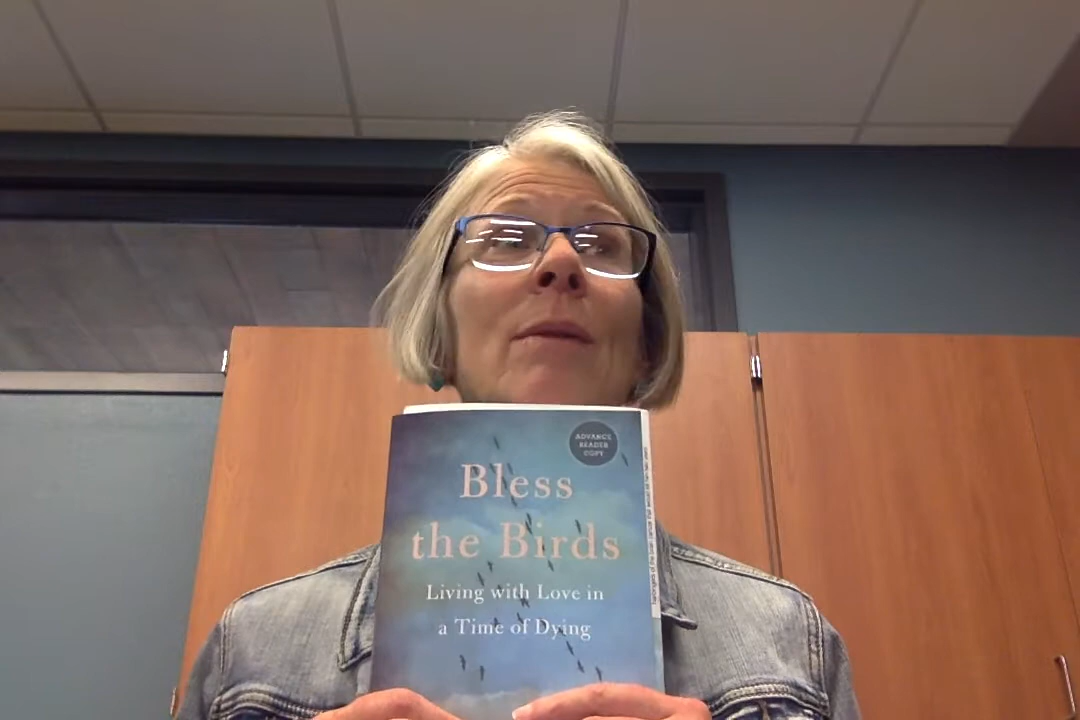 ADVANCE
READER
COPY
Bless
the Birds
Living with Love in
a Time of Dying